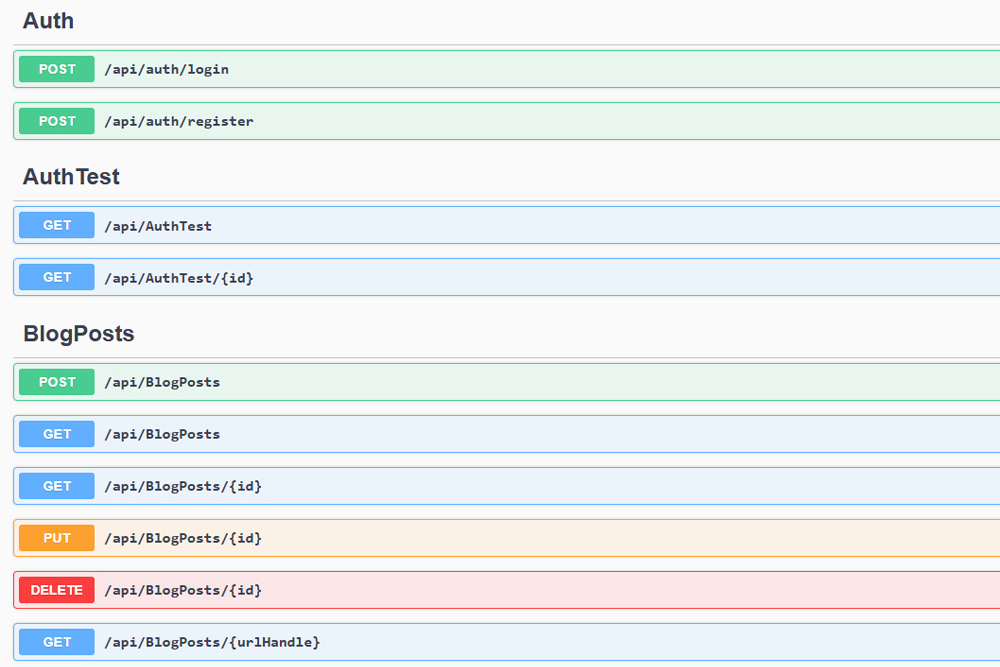 Auth
POST /api/auth/login
POST /api/auth/register
AuthTest
GET /api/AuthTest
GET /api/AuthTest/{id}
BlogPosts
POST /api/BlogPosts
GET /api/BlogPosts
GET /api/BlogPosts/{id}
PUT /api/BlogPosts/{id}
DELETE /api/BlogPosts/{id}
GET /api/BlogPosts/{urlHandle}